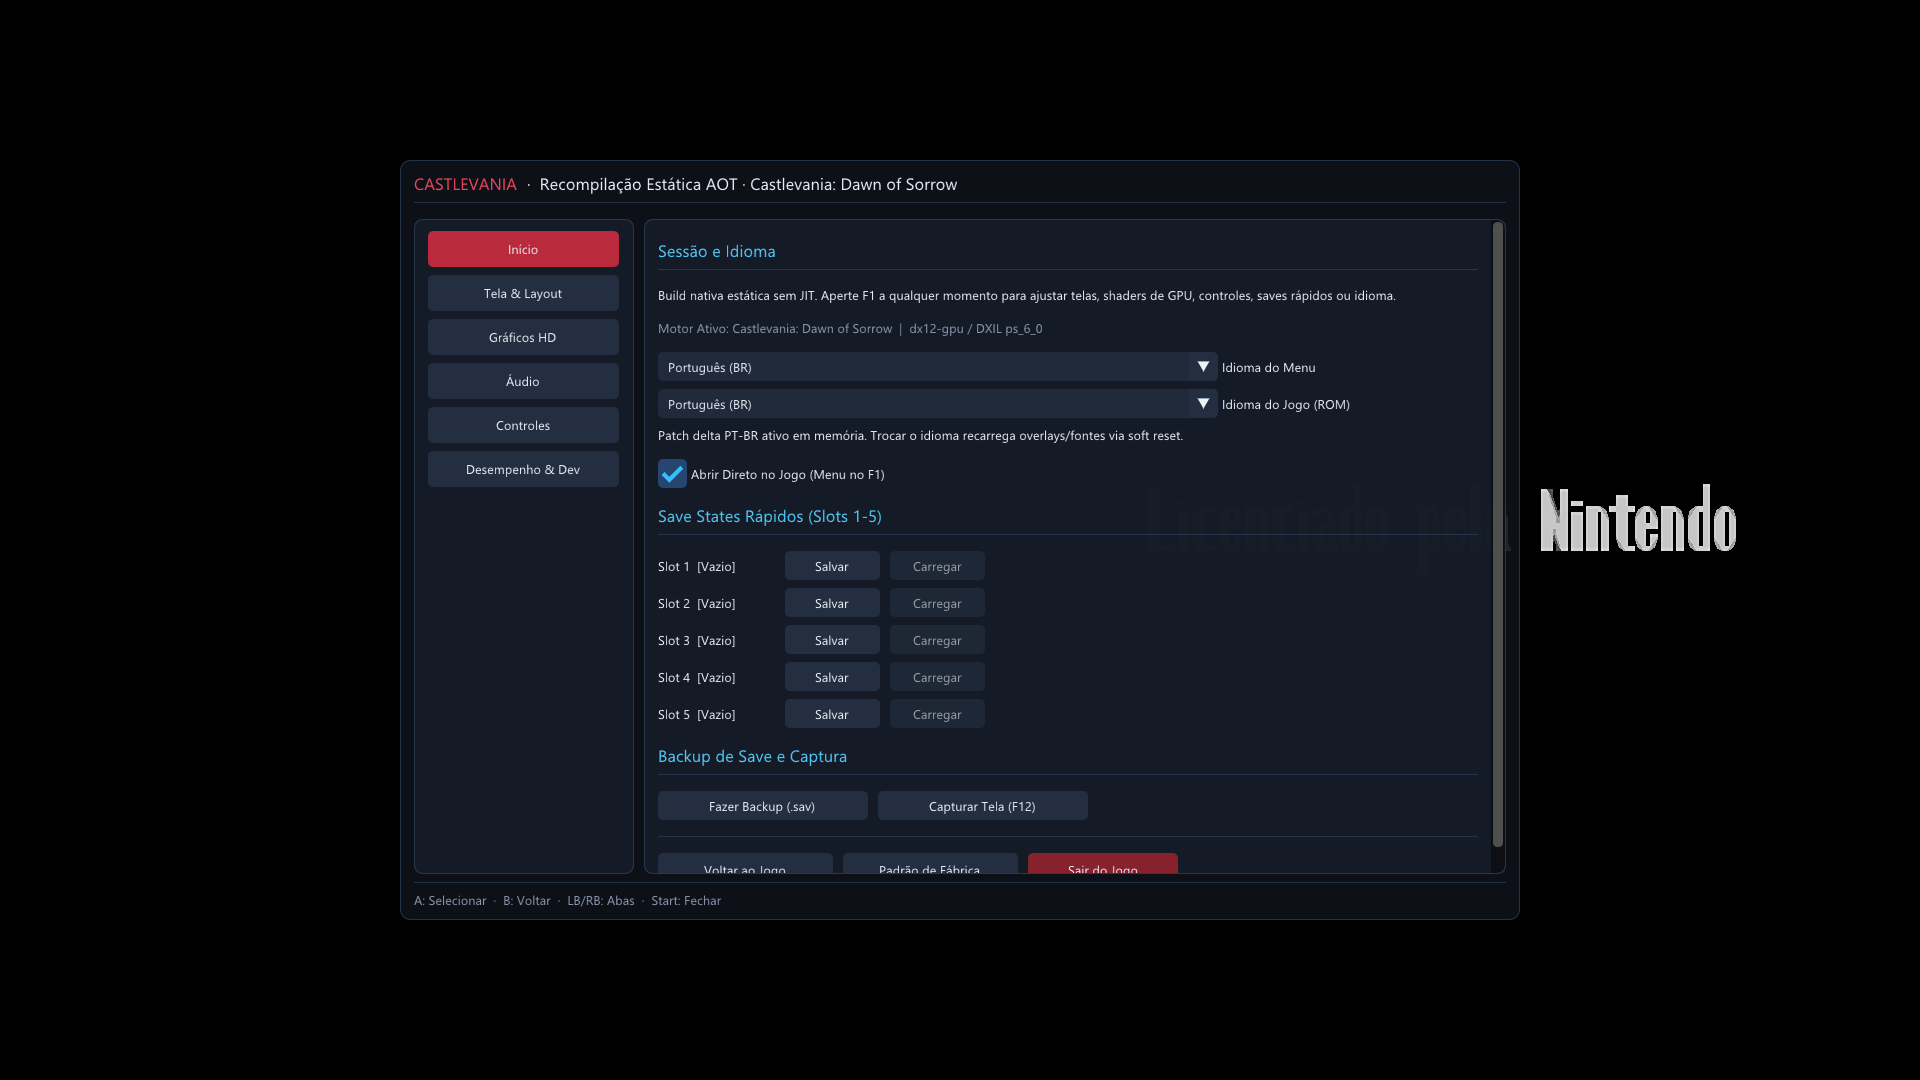 CASTLEVANIA · Recompilação Estática AOT · Castlevania: Dawn of Sorrow
Início
Tela & Layout
Gráficos HD
Áudio
Controles
Desempenho & Dev
Sessão e Idioma
Build nativa estática sem JIT. Aperte F1 a qualquer momento para ajustar telas, shaders de GPU, controles, saves rápidos ou idioma.
Motor Ativo: Castlevania: Dawn of Sorrow | dx12-gpu / DXIL ps_6_0
Português (BR) Idioma do Menu
Português (BR) Idioma do Jogo (ROM)
Patch delta PT-BR ativo em memória. Trocar o idioma recarrega overlays/fontes via soft reset.
Abrir Direto no Jogo (Menu no F1)
Save States Rápidos (Slots 1-5)
Slot 1 [Vazio] Salvar Carregar
Slot 2 [Vazio] Salvar Carregar
Slot 3 [Vazio] Salvar Carregar
Slot 4 [Vazio] Salvar Carregar
Slot 5 [Vazio] Salvar Carregar
Backup de Save e Captura
Fazer Backup (.sav) Capturar Tela (F12)
Voltar ao Jogo Padrão de Fábrica Sair do Jogo
A: Selecionar · B: Voltar · LB/RB: Abas · Start: Fechar
Licenciado pela Nintendo